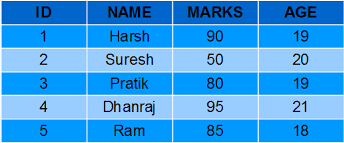 ID NAME MARKS AGE
1 Harsh 90 19
2 Suresh 50 20
3 Pratik 80 19
4 Dhanraj 95 21
5 Ram 85 18